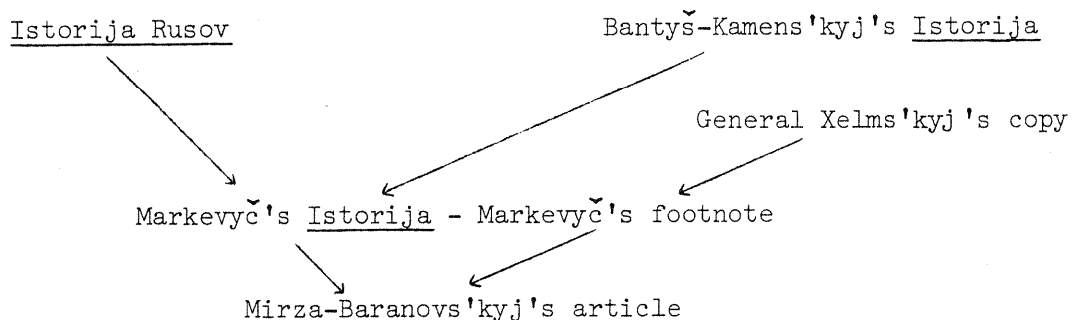 Istorija Rusov
Bantyš-Kamens'kyj's Istorija
General Xelms'kyj's copy
Markevyč's Istorija - Markevyč's footnote
Mirza-Baranovs'kyj's article